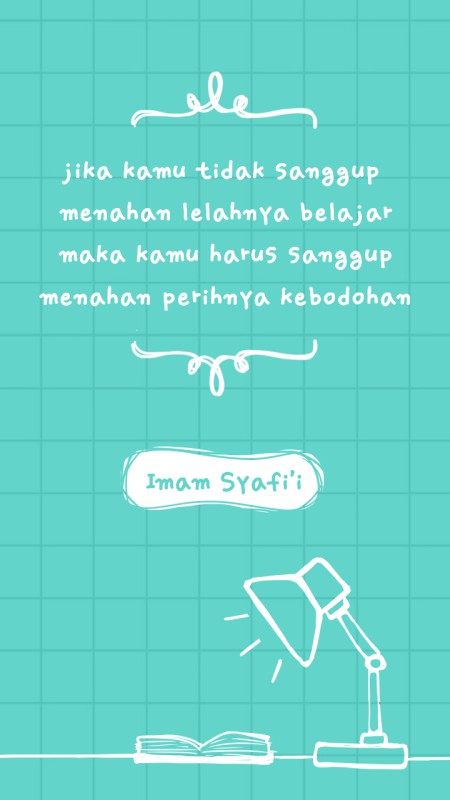 jika kamu tidak sanggup
menahan lelahnya belajar
maka kamu harus sanggup
menahan perihnya kebodohan
Imam Syafi'i